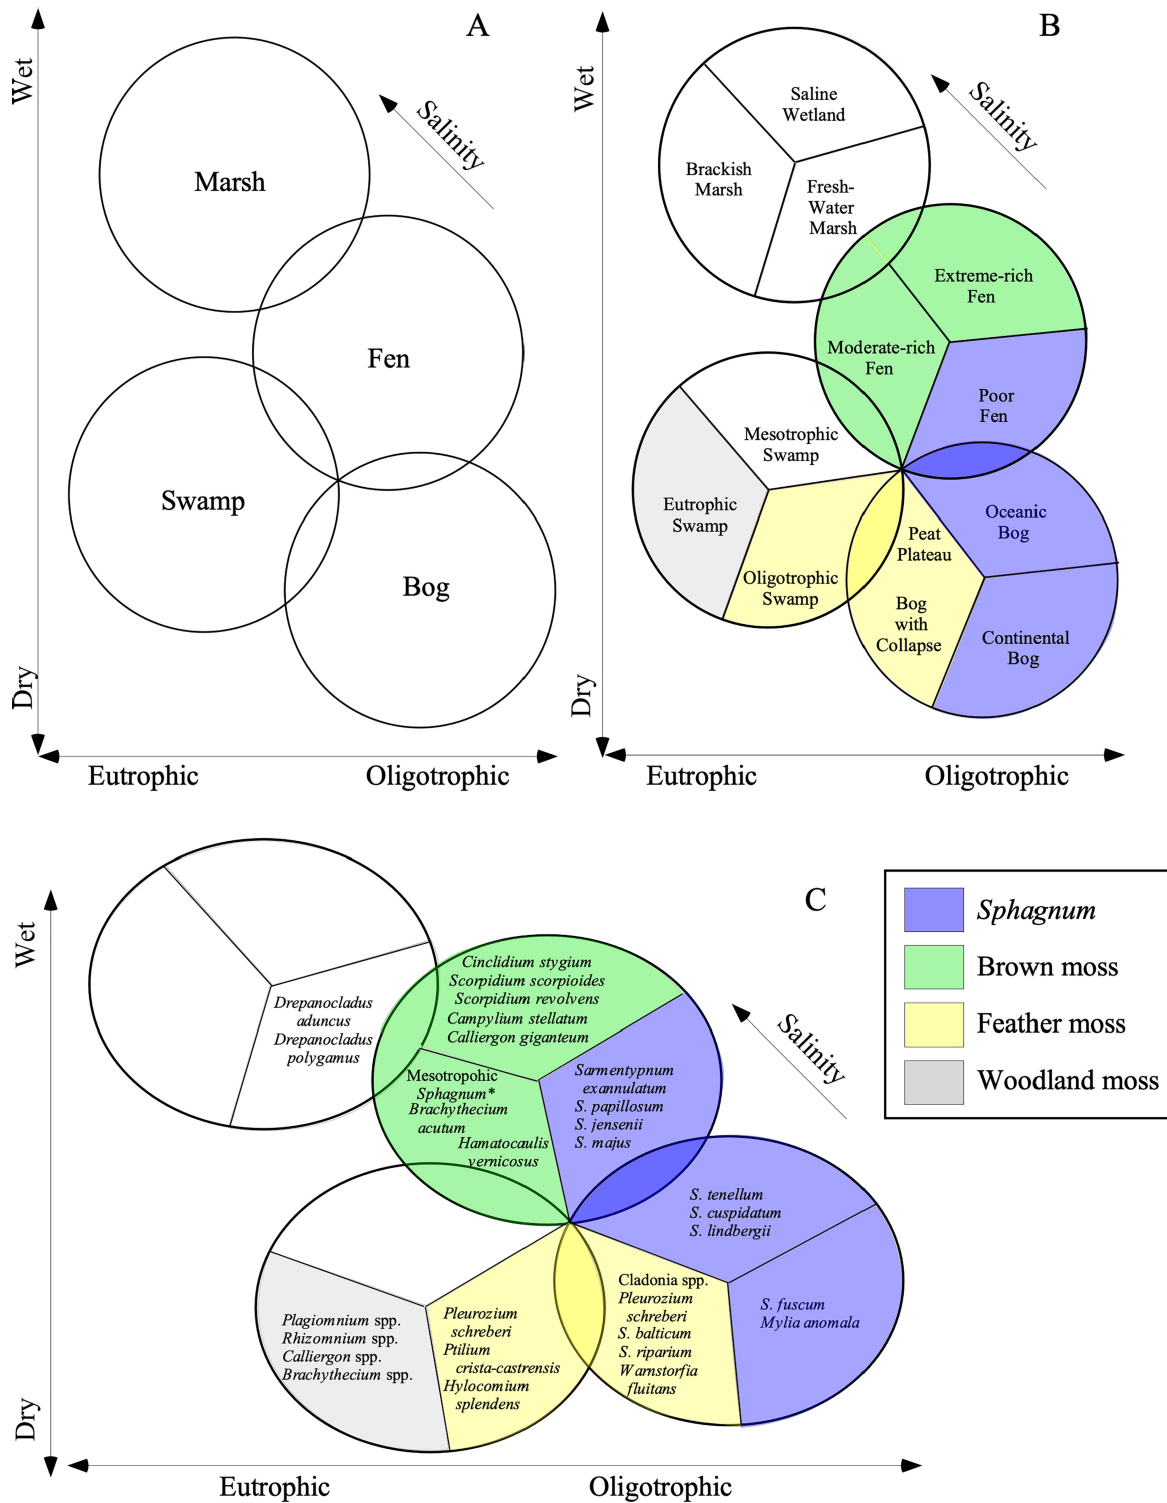 A
Wet
Salinity
Marsh
Fen
Swamp
Bog
Dry
Eutrophic
Oligotrophic
B
Wet
Salinity
Saline
Wetland
Brackish
Marsh
Fresh-
Water
Marsh
Extreme-rich
Fen
Moderate-rich
Fen
Poor
Fen
Mesotrophic
Swamp
Eutrophic
Swamp
Oligotrophic
Swamp
Peat
Plateau
Bog
with
Collapse
Oceanic
Bog
Continental
Bog
Dry
Eutrophic
Oligotrophic
C
Wet
Salinity
Drepanocladus
aduncus
Drepanocladus
polygamus
Cinclidium stygium
Scorpidium scorpioides
Scorpidium revolvens
Campylium stellatum
Calliergon giganteum
Mesotropohic
Sphagnum*
Brachythecium
acutum
Hamatocaulis
vernicosus
Sarmentypnum
exannulatum
S. papillosum
S. jensenii
S. majus
S. tenellum
S. cuspidatum
S. lindbergii
S. fuscum
Mylia anomala
Cladonia spp.
Pleurozium
schreberi
S. balticum
S. riparium
Warnstorfia
fluitans
Plagiomnium spp.
Rhizomnium spp.
Calliergon spp.
Brachythecium spp.
Pleurozium
schreberi
Ptilium
crista-castrensis
Hylocomium
splendens
Dry
Eutrophic
Oligotrophic
Sphagnum
Brown moss
Feather moss
Woodland moss